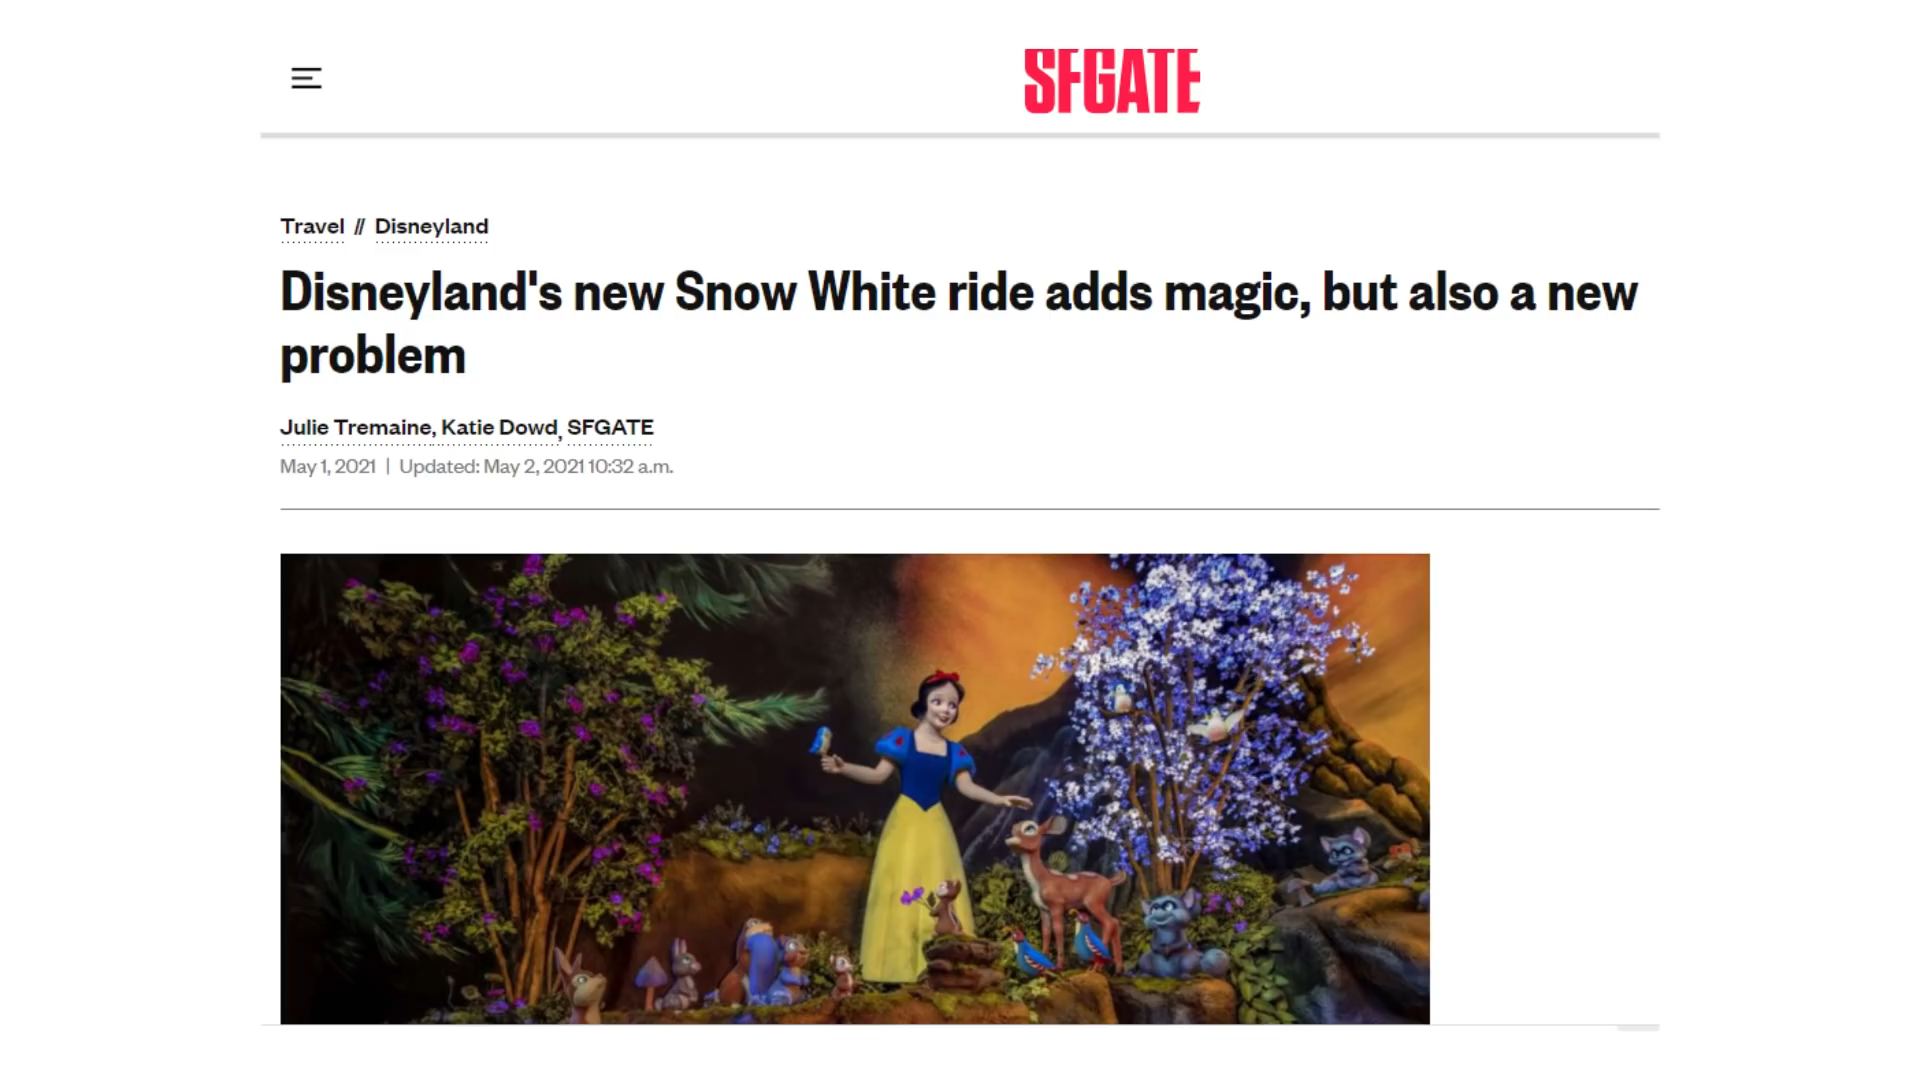 SFGATE
Travel // Disneyland
Disneyland's new Snow White ride adds magic, but also a new
problem
Julie Tremaine, Katie Dowd, SFGATE
May 1, 2021 | Updated: May 2, 2021 10:32 a.m.